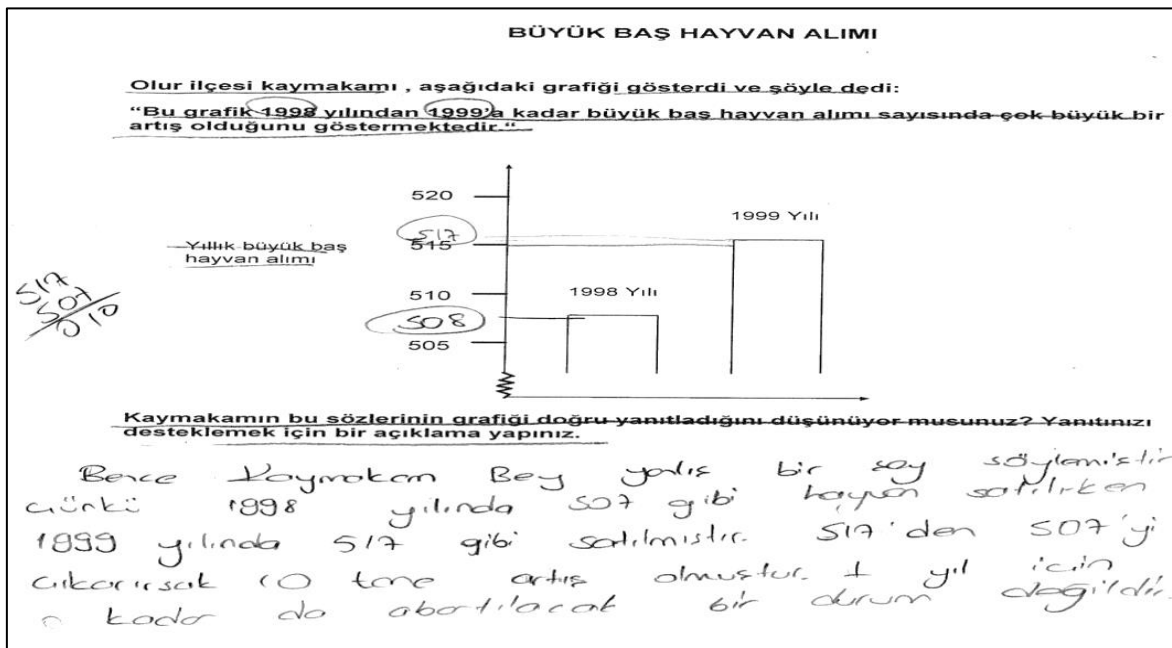 BÜYÜK BAŞ HAYVAN ALIMI
Olur ilçesi kaymakamı , aşağıdaki grafiği gösterdi ve şöyle dedi:
“Bu grafik 1998 yılından 1999’a kadar büyük baş hayvan alımı sayısında çok büyük bir
artış olduğunu göstermektedir.“
520
1999 Yılı
517
515
Yıllık büyük baş
hayvan alımı
517
507
010
510
1998 Yılı
508
505
Kaymakamın bu sözlerinin grafiği doğru yanıtladığını düşünüyor musunuz? Yanıtınızı
desteklemek için bir açıklama yapınız.
Bence Kaymakam Bey yanlış bir şey söylemiştir
çünkü 1998 yılında 507 gibi hayvan satılırken
1999 yılında 517 gibi satılmıştır. 517'den 507'yi
çıkarırsak 10 tane artış olmuştur. 1 yıl için
o kadar da abartılacak bir durum değildir.